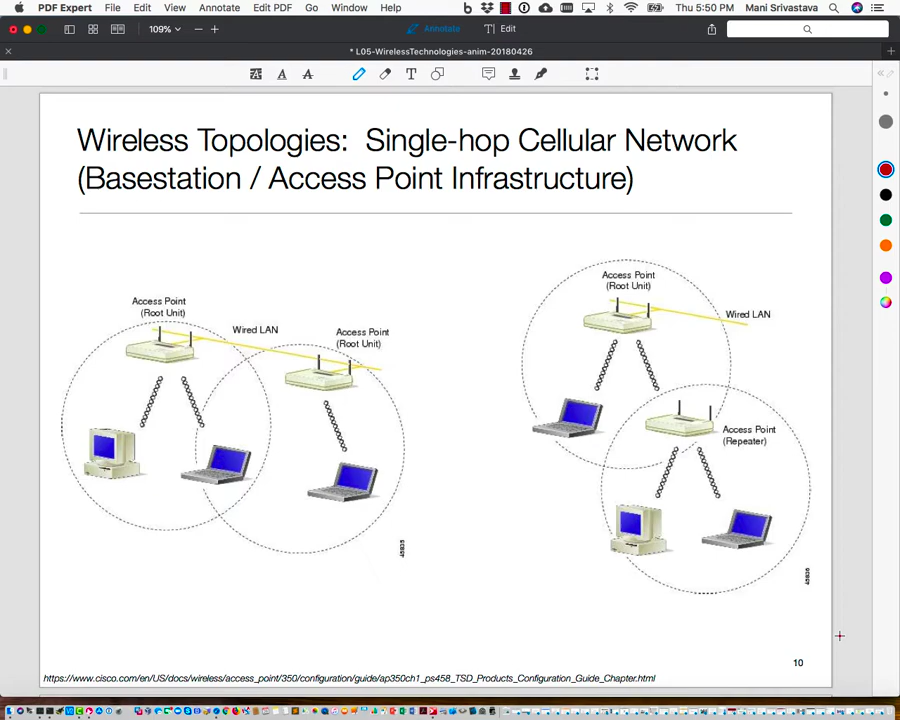 PDF Expert File View Annotate Edit PDF Go Window Help Thu 5:50 PM Mani Srivastava
109% Annotate Edit
* L05-WirelessTechnologies-anim-20180426
Wireless Topologies: Single-hop Cellular Network
(Basestation / Access Point Infrastructure)
Access Point
(Root Unit)
Wired LAN
Access Point
(Root Unit)
45835
Access Point
(Root Unit)
Wired LAN
Access Point
(Repeater)
45836
10
https://www.cisco.com/en/US/docs/wireless/access_point/350/configuration/guide/ap350ch1_ps458_TSD_Products_Configuration_Guide_Chapter.html